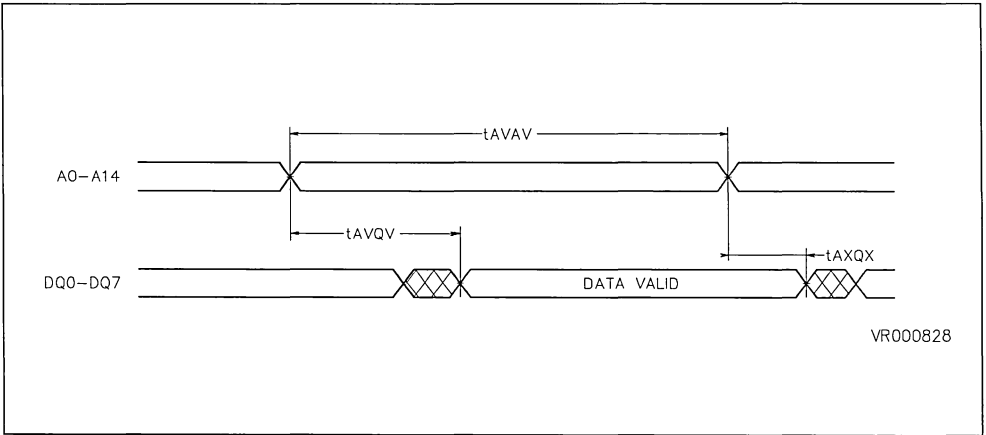 tAVAV
A0-A14
tAVQV
tAXQX
DQ0-DQ7
DATA VALID
VR000828